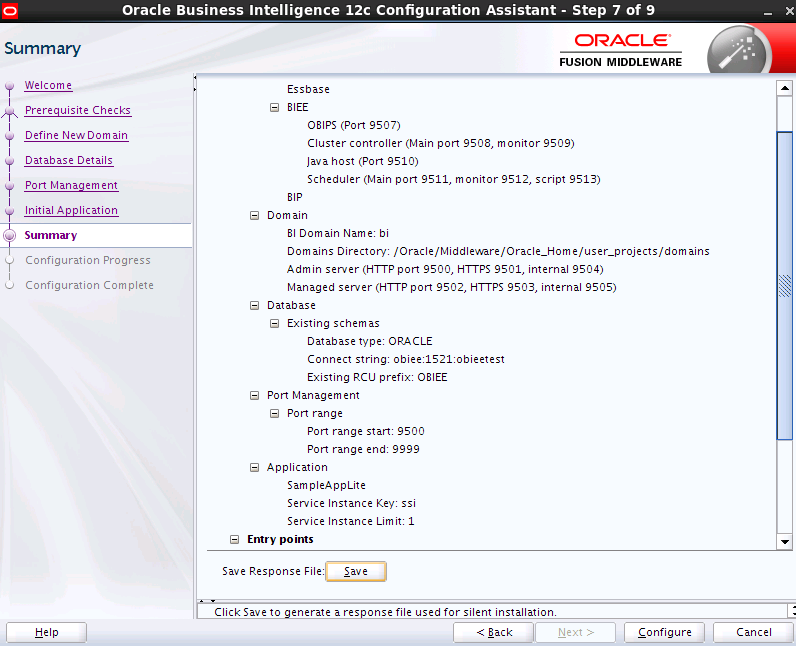 Oracle Business Intelligence 12c Configuration Assistant - Step 7 of 9
Summary
ORACLE
FUSION MIDDLEWARE
Welcome
Prerequisite Checks
Define New Domain
Database Details
Port Management
Initial Application
Summary
Configuration Progress
Configuration Complete
Essbase
BIEE
OBIPS (Port 9507)
Cluster controller (Main port 9508, monitor 9509)
Java host (Port 9510)
Scheduler (Main port 9511, monitor 9512, script 9513)
BIP
Domain
BI Domain Name: bi
Domains Directory: /Oracle/Middleware/Oracle_Home/user_projects/domains
Admin server (HTTP port 9500, HTTPS 9501, internal 9504)
Managed server (HTTP port 9502, HTTPS 9503, internal 9505)
Database
Existing schemas
Database type: ORACLE
Connect string: obiee:1521:obieetest
Existing RCU prefix: OBIEE
Port Management
Port range
Port range start: 9500
Port range end: 9999
Application
SampleAppLite
Service Instance Key: ssi
Service Instance Limit: 1
Entry points
Save Response File: Save
Click Save to generate a response file used for silent installation.
Help < Back Next > Configure Cancel